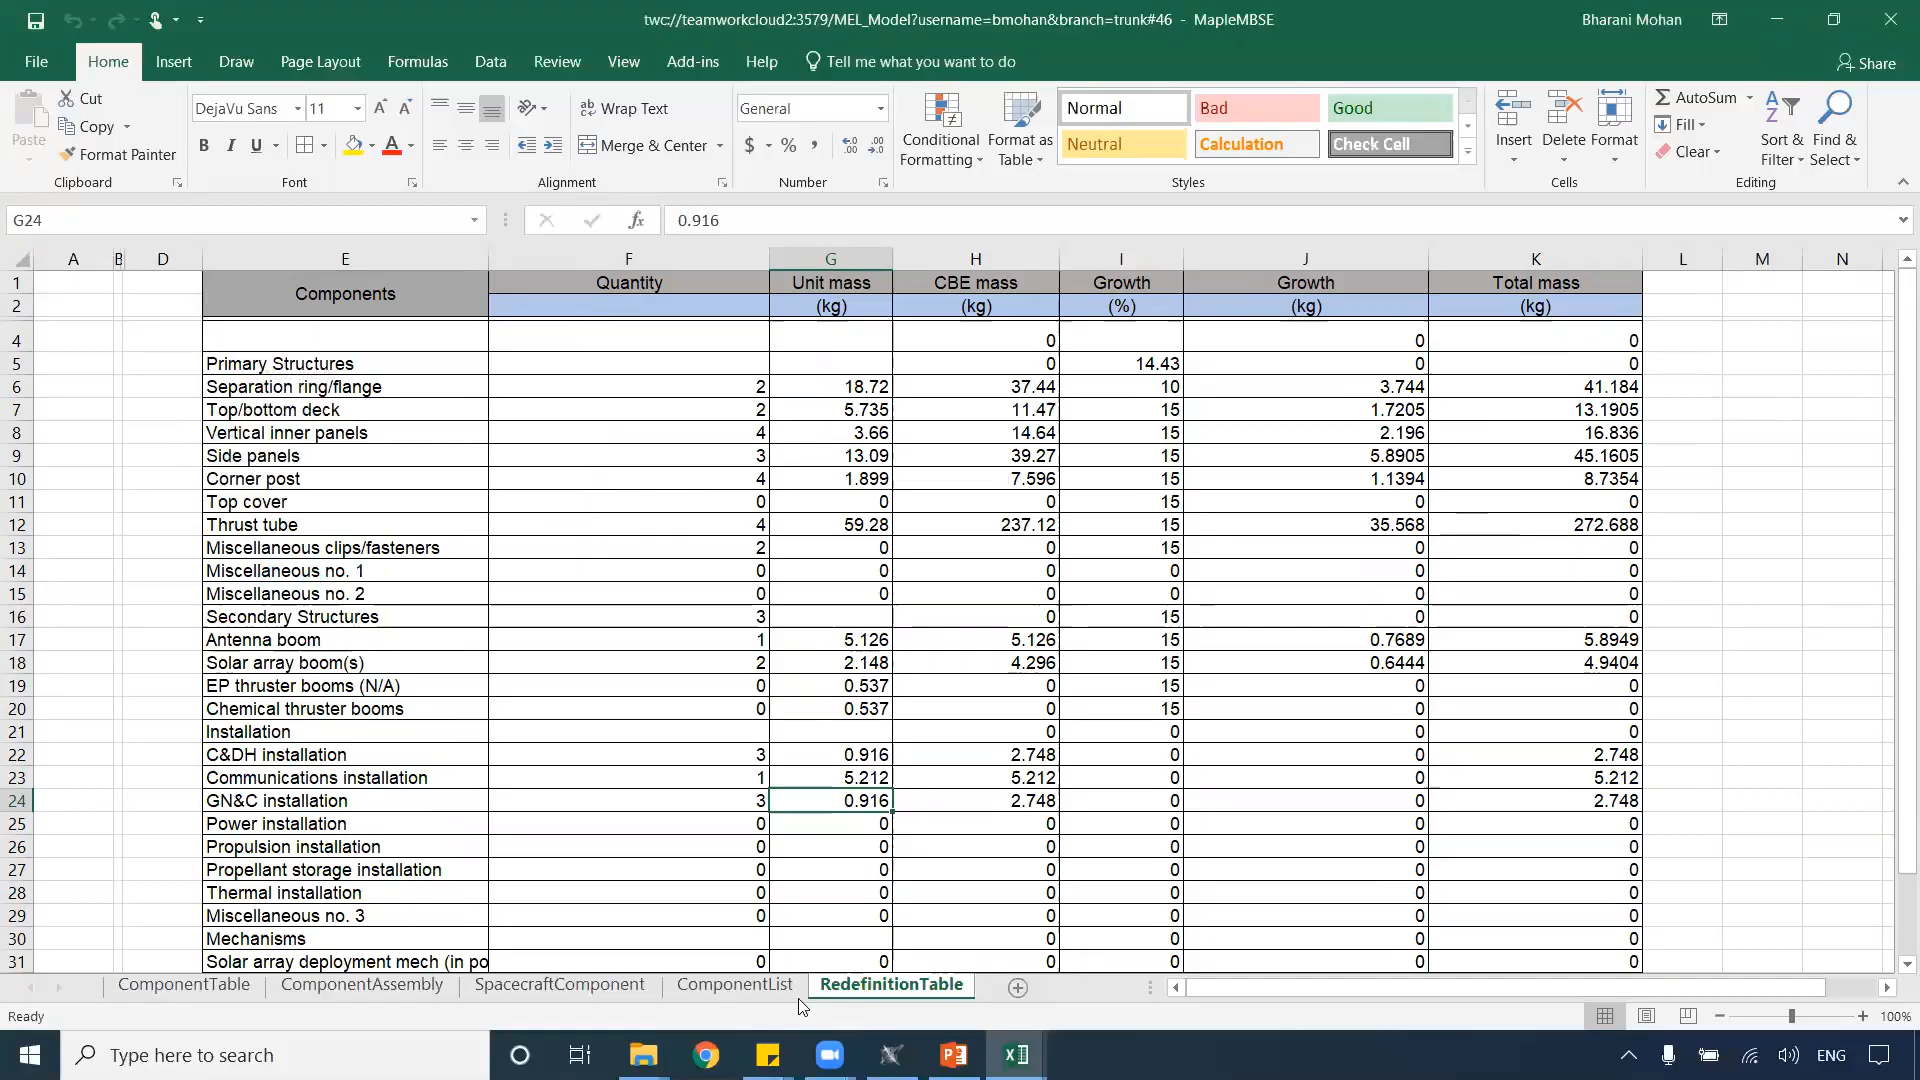 twc://teamworkcloud2:3579/MEL_Model?username=bmohan&branch=trunk#46 - MapleMBSE
Bharani Mohan
File Home Insert Draw Page Layout Formulas Data Review View Add-ins Help Tell me what you want to do Share
Paste Cut Copy Format Painter Clipboard
DejaVu Sans 11 B I U A Font
Wrap Text Merge & Center Alignment
General $ % , Number
Conditional Formatting Format as Table
Normal Bad Good
Neutral Calculation Check Cell
Styles
Insert Delete Format Cells
AutoSum Fill Clear Sort & Filter Find & Select Editing
G24 fx 0.916
A B D E F G H I J K L M N
1 Components Quantity Unit mass CBE mass Growth Growth Total mass
2 (kg) (kg) (%) (kg) (kg)
4 0 0 0
5 Primary Structures 0 14.43 0 0
6 Separation ring/flange 2 18.72 37.44 10 3.744 41.184
7 Top/bottom deck 2 5.735 11.47 15 1.7205 13.1905
8 Vertical inner panels 4 3.66 14.64 15 2.196 16.836
9 Side panels 3 13.09 39.27 15 5.8905 45.1605
10 Corner post 4 1.899 7.596 15 1.1394 8.7354
11 Top cover 0 0 0 15 0 0
12 Thrust tube 4 59.28 237.12 15 35.568 272.688
13 Miscellaneous clips/fasteners 2 0 0 15 0 0
14 Miscellaneous no. 1 0 0 0 0 0 0
15 Miscellaneous no. 2 0 0 0 0 0 0
16 Secondary Structures 3 0 15 0 0
17 Antenna boom 1 5.126 5.126 15 0.7689 5.8949
18 Solar array boom(s) 2 2.148 4.296 15 0.6444 4.9404
19 EP thruster booms (N/A) 0 0.537 0 15 0 0
20 Chemical thruster booms 0 0.537 0 15 0 0
21 Installation 0 0 0 0
22 C&DH installation 3 0.916 2.748 0 0 2.748
23 Communications installation 1 5.212 5.212 0 0 5.212
24 GN&C installation 3 0.916 2.748 0 0 2.748
25 Power installation 0 0 0 0 0 0
26 Propulsion installation 0 0 0 0 0 0
27 Propellant storage installation 0 0 0 0 0 0
28 Thermal installation 0 0 0 0 0 0
29 Miscellaneous no. 3 0 0 0 0 0 0
30 Mechanisms 0 0 0 0
31 Solar array deployment mech (in po 0 0 0 0 0 0
ComponentTable ComponentAssembly SpacecraftComponent ComponentList RedefinitionTable
Ready 100%
Type here to search ENG